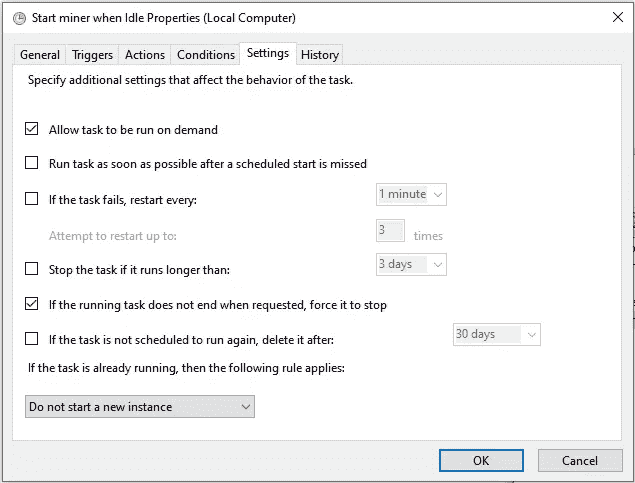 Start miner when Idle Properties (Local Computer)
General Triggers Actions Conditions Settings History
Specify additional settings that affect the behavior of the task.
Allow task to be run on demand
Run task as soon as possible after a scheduled start is missed
If the task fails, restart every: 1 minute
Attempt to restart up to: 3 times
Stop the task if it runs longer than: 3 days
If the running task does not end when requested, force it to stop
If the task is not scheduled to run again, delete it after: 30 days
If the task is already running, then the following rule applies:
Do not start a new instance
OK Cancel